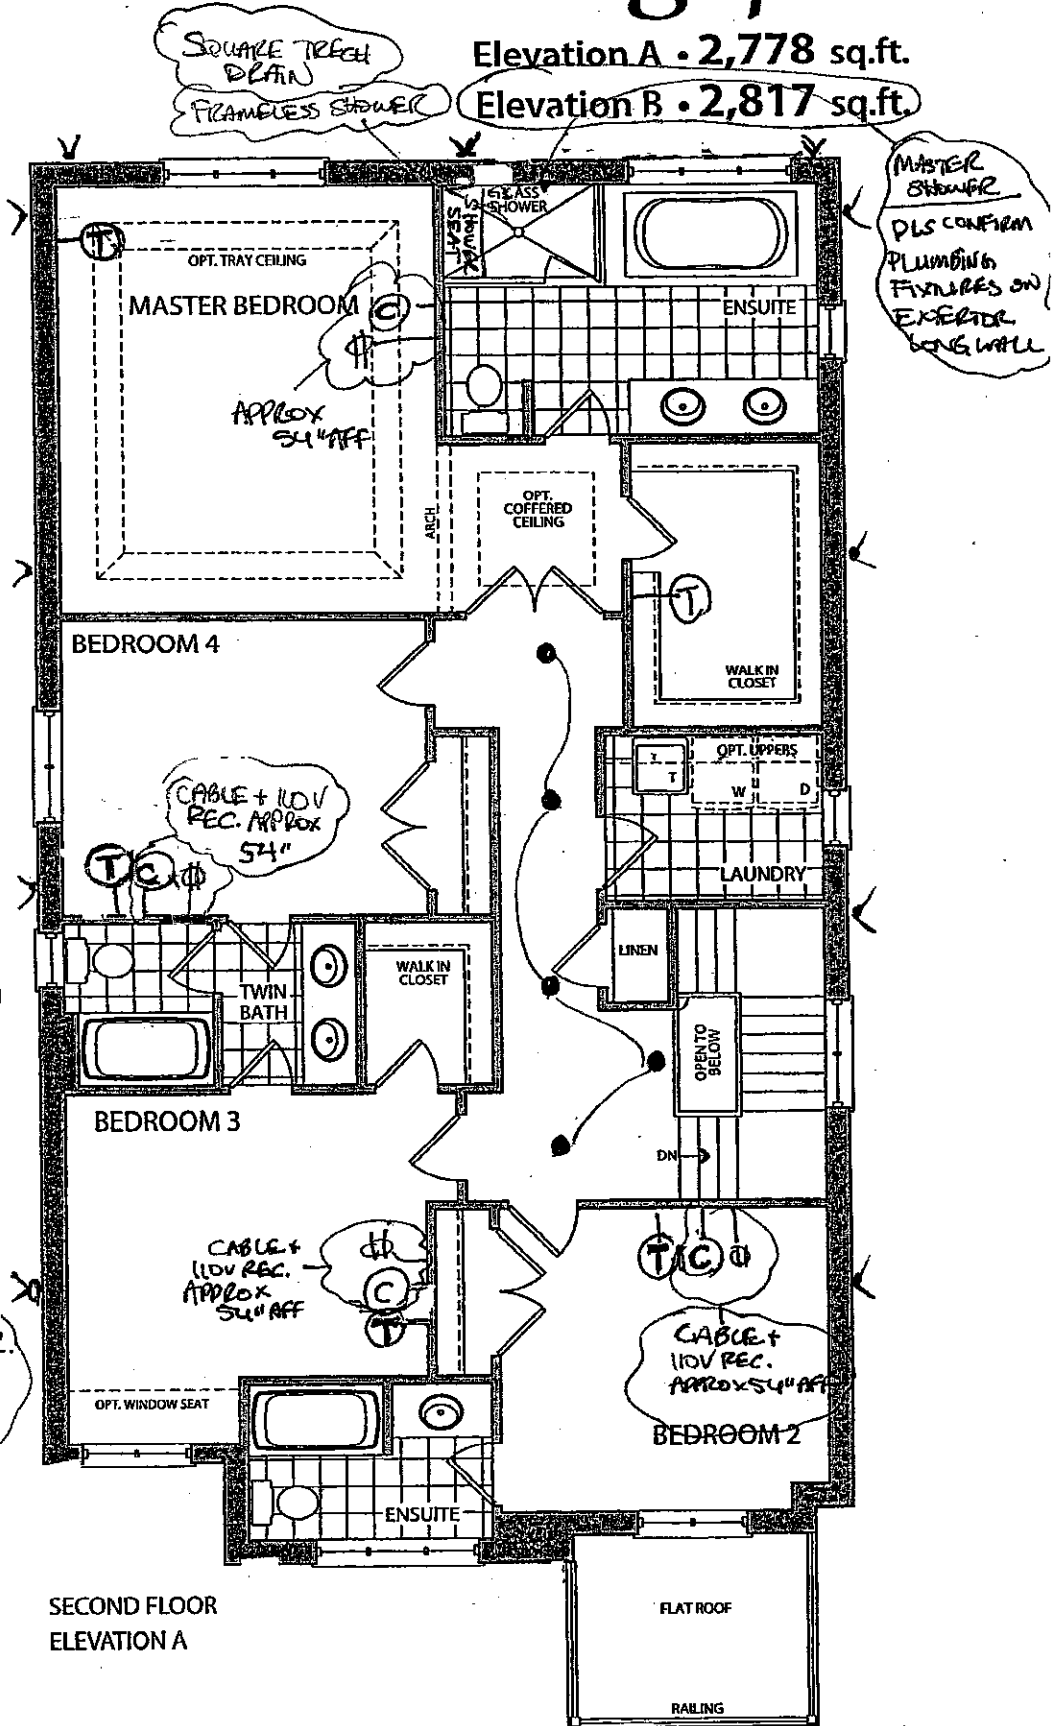 SQUARE TREGH
DRAIN
FRAMELESS SHOWER
Elevation A • 2,778 sq.ft.
Elevation B • 2,817 sq.ft.
MASTER
SHOWER
PLS CONFIRM
PLUMBING
FIXTURES ON
EXTERIOR
LONG WALL
GLASS
SHOWER
SHOWER
SEAT
T
OPT. TRAY CEILING
MASTER BEDROOM
C
ENSUITE
APPROX
54" AFF
ARCH
OPT.
COFFERED
CEILING
T
WALK IN
CLOSET
BEDROOM 4
CABLE + 110V
REC. APPROX
54"
T C
OPT. UPPERS
T
W
D
LAUNDRY
LINEN
TWIN
BATH
WALK IN
CLOSET
OPEN TO
BELOW
DN
BEDROOM 3
CABLE +
110V REC.
APPROX
54" AFF
C
T
T C
CABLE +
110V REC.
APPROX 54" AFF
BEDROOM 2
OPT. WINDOW SEAT
ENSUITE
SECOND FLOOR
ELEVATION A
FLAT ROOF
RAILING